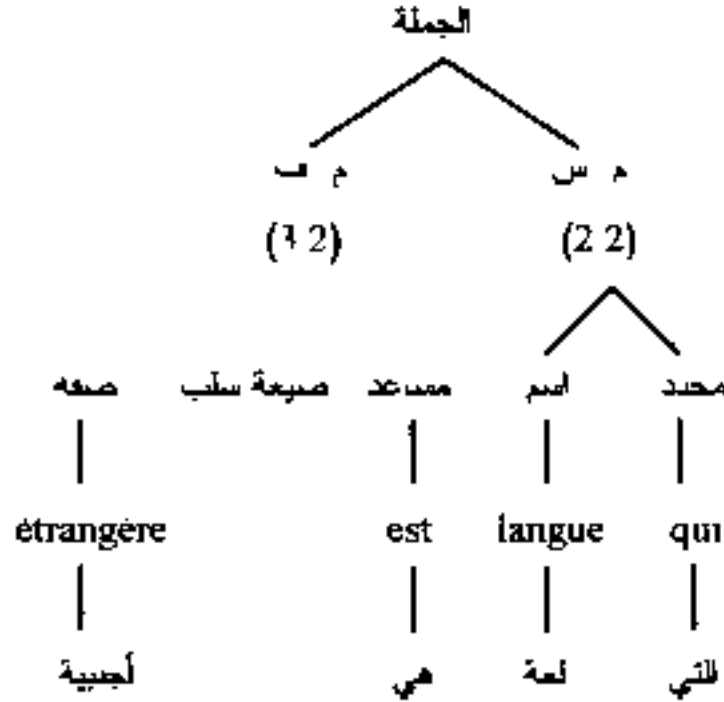 الجملة
م س م ف
(2 2)
محدد اسم مساعد صيغة سلب صفة
étrangère est langue qui
التي لغة هي أجنبية